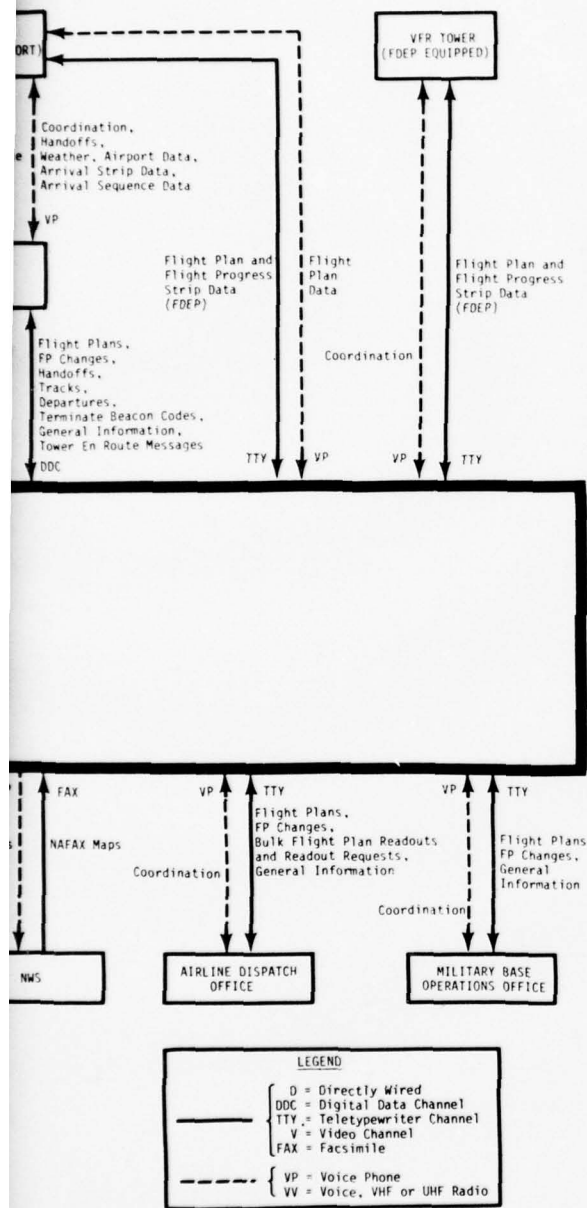 VFR TOWER
(FDEP EQUIPPED)
ORT)
Coordination,
Handoffs,
Weather, Airport Data,
Arrival Strip Data,
Arrival Sequence Data
VP
Flight Plan and
Flight Progress
Strip Data
(FDEP)
Flight
Plan
Data
Flight Plan and
Flight Progress
Strip Data
(FDEP)
Coordination
Flight Plans,
FP Changes,
Handoffs,
Tracks,
Departures,
Terminate Beacon Codes,
General Information,
Tower En Route Messages
DDC
TTY
VP
VP
TTY
FAX
NAFAX Maps
VP
TTY
Flight Plans,
FP Changes,
Bulk Flight Plan Readouts
and Readout Requests,
General Information
Coordination
VP
TTY
Flight Plans
FP Changes,
General
Information
Coordination
NWS
AIRLINE DISPATCH
OFFICE
MILITARY BASE
OPERATIONS OFFICE
LEGEND
D = Directly Wired
DDC = Digital Data Channel
TTY = Teletypewriter Channel
V = Video Channel
FAX = Facsimile
VP = Voice Phone
VV = Voice, VHF or UHF Radio